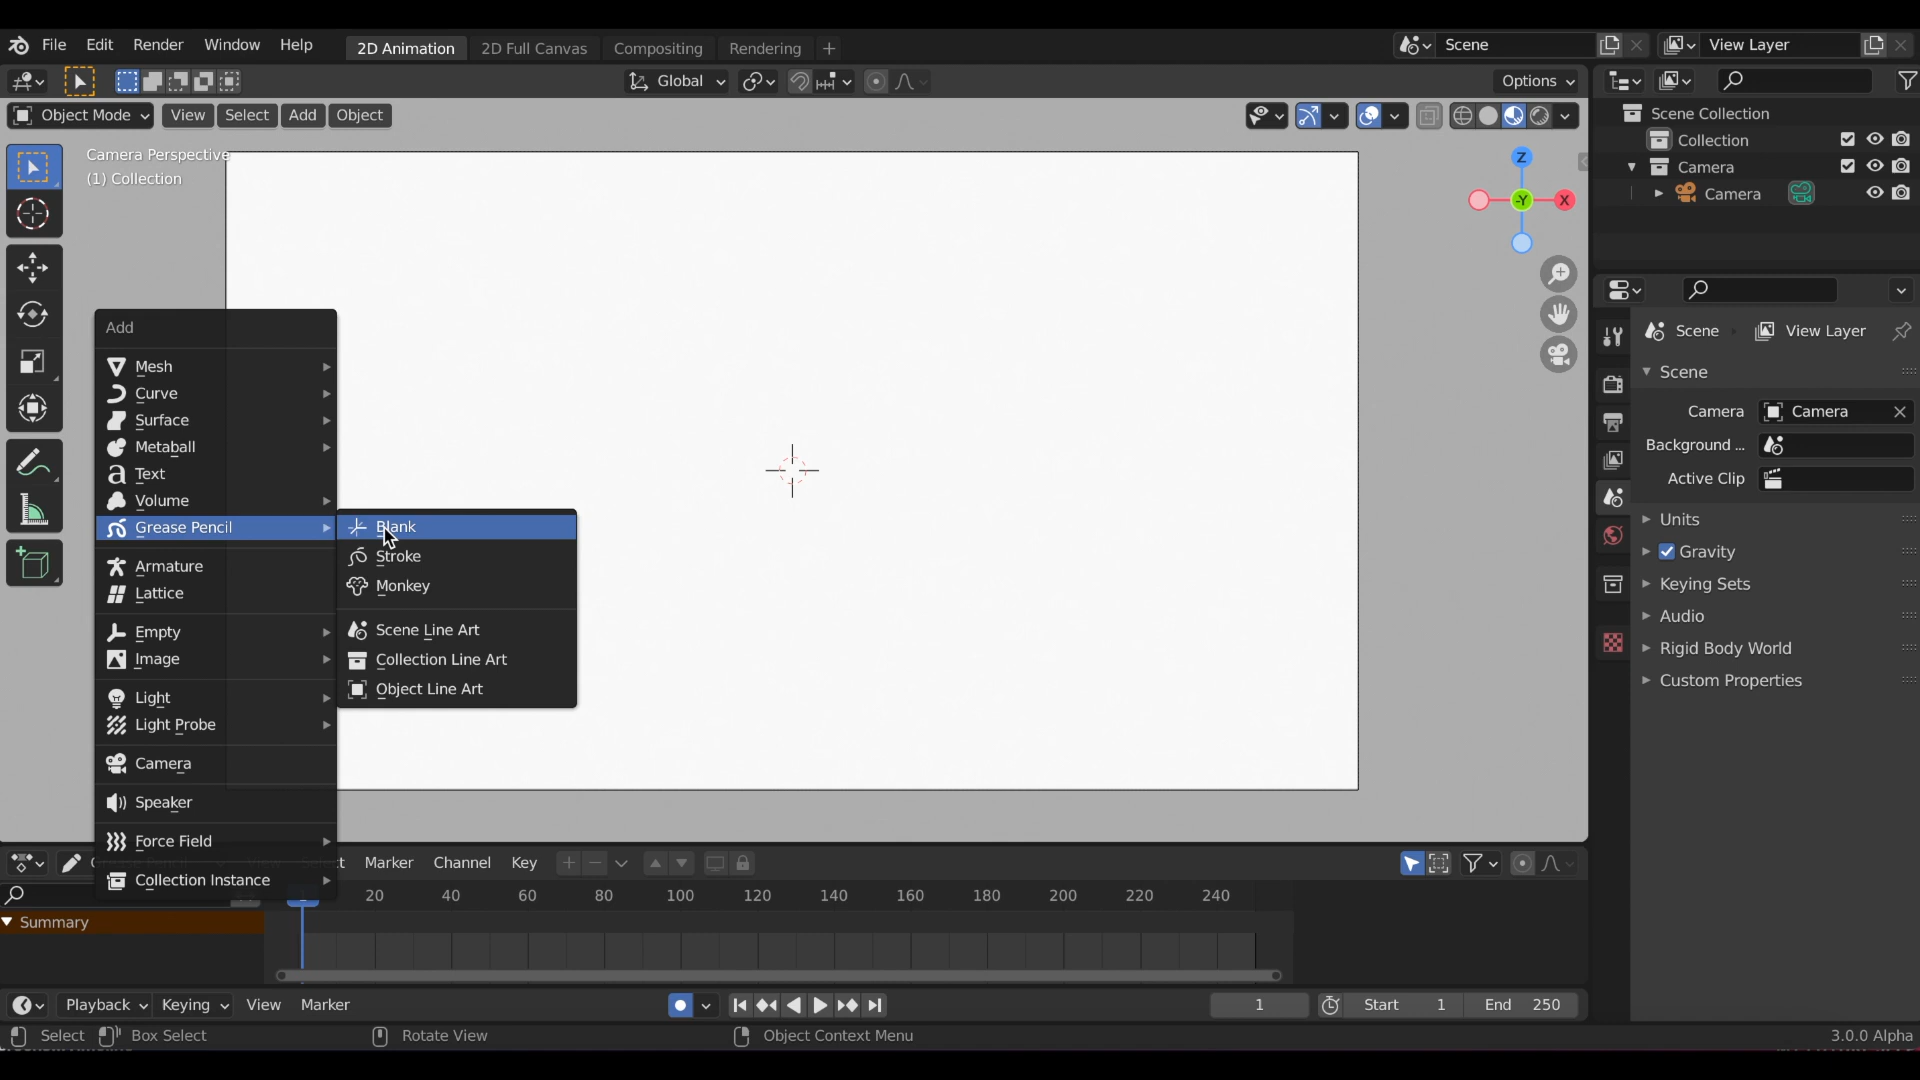 File Edit Render Window Help 2D Animation 2D Full Canvas Compositing Rendering + Scene View Layer
Global Options
Object Mode View Select Add Object
Scene Collection
Camera Perspective
(1) Collection
Collection
Camera
Camera
Z
-Y X
Scene View Layer
Scene
Camera Camera
Background ...
Active Clip
Units
Gravity
Keying Sets
Audio
Rigid Body World
Custom Properties
Add
Mesh
Curve
Surface
Metaball
Text
Volume
Grease Pencil
Armature
Lattice
Empty
Image
Light
Light Probe
Camera
Speaker
Force Field
Collection Instance
Blank
Stroke
Monkey
Scene Line Art
Collection Line Art
Object Line Art
Marker Channel Key
20 40 60 80 100 120 140 160 180 200 220 240
Summary
Playback Keying View Marker 1 Start 1 End 250
Select Box Select Rotate View Object Context Menu 3.0.0 Alpha